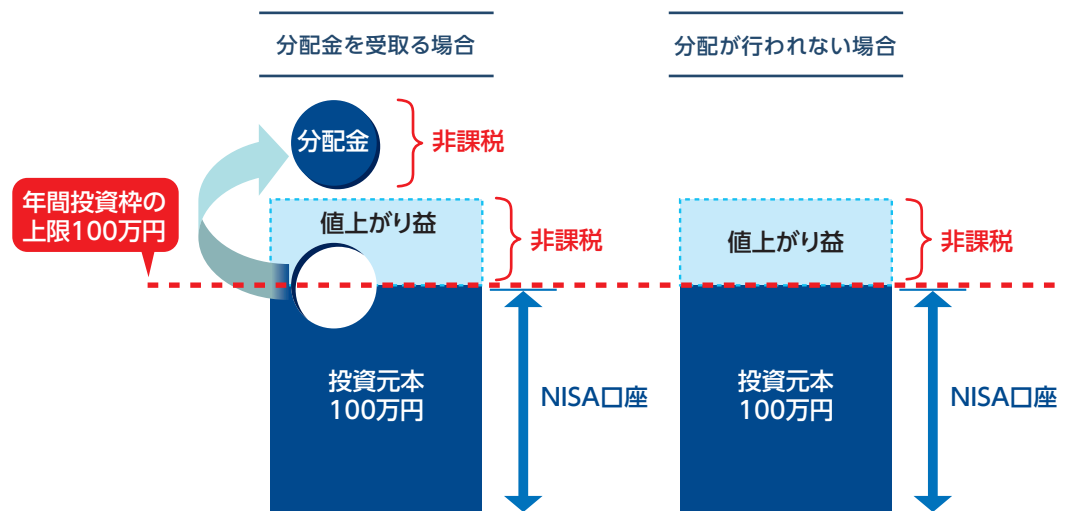 分配金を受取る場合
分配が行われない場合
分配金
非課税
年間投資枠の
上限100万円
値上がり益
非課税
値上がり益
非課税
投資元本
100万円
NISA口座
投資元本
100万円
NISA口座